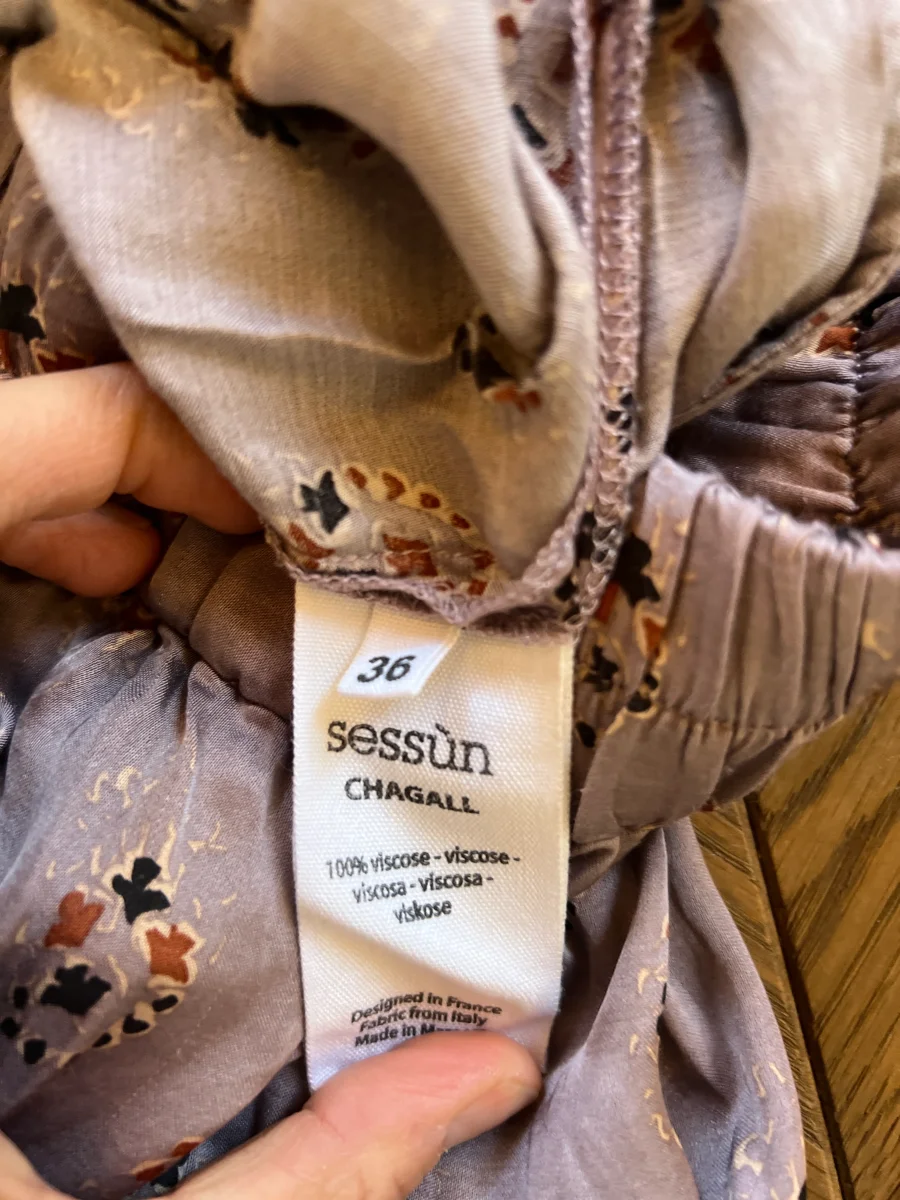 36
sessùn
CHAGALL
100% viscose - viscose -
viscosa - viscosa -
viskose
Designed in France
Fabric from Italy
Made in